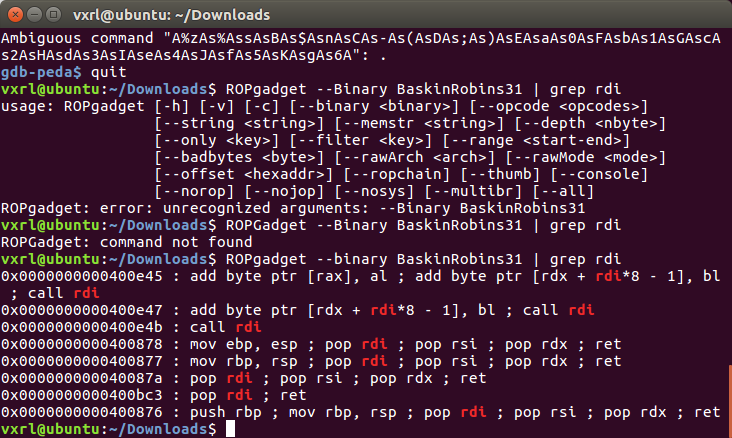 vxrl@ubuntu: ~/Downloads
Ambiguous command "A%zAs%AssAsBAs$AsnAsCAs-As(AsDAs;As)AsEAsaAs0AsFAsbAs1AsGAscA
s2AsHAsdAs3AsIAseAs4AsJAsfAs5AsKAsgAs6A": .
gdb-peda$ quit
vxrl@ubuntu:~/Downloads$ ROPgadget --Binary BaskinRobins31 | grep rdi
usage: ROPgadget [-h] [-v] [-c] [--binary <binary>] [--opcode <opcodes>]
[--string <string>] [--memstr <string>] [--depth <nbyte>]
[--only <key>] [--filter <key>] [--range <start-end>]
[--badbytes <byte>] [--rawArch <arch>] [--rawMode <mode>]
[--offset <hexaddr>] [--ropchain] [--thumb] [--console]
[--norop] [--nojop] [--nosys] [--multibr] [--all]
ROPgadget: error: unrecognized arguments: --Binary BaskinRobins31
vxrl@ubuntu:~/Downloads$ ROPGadget --Binary BaskinRobins31 | grep rdi
ROPGadget: command not found
vxrl@ubuntu:~/Downloads$ ROPgadget --binary BaskinRobins31 | grep rdi
0x0000000000400e45 : add byte ptr [rax], al ; add byte ptr [rdx + rdi*8 - 1], bl
; call rdi
0x0000000000400e47 : add byte ptr [rdx + rdi*8 - 1], bl ; call rdi
0x0000000000400e4b : call rdi
0x0000000000400878 : mov ebp, esp ; pop rdi ; pop rsi ; pop rdx ; ret
0x0000000000400877 : mov rbp, rsp ; pop rdi ; pop rsi ; pop rdx ; ret
0x000000000040087a : pop rdi ; pop rsi ; pop rdx ; ret
0x0000000000400bc3 : pop rdi ; ret
0x0000000000400876 : push rbp ; mov rbp, rsp ; pop rdi ; pop rsi ; pop rdx ; ret
vxrl@ubuntu:~/Downloads$